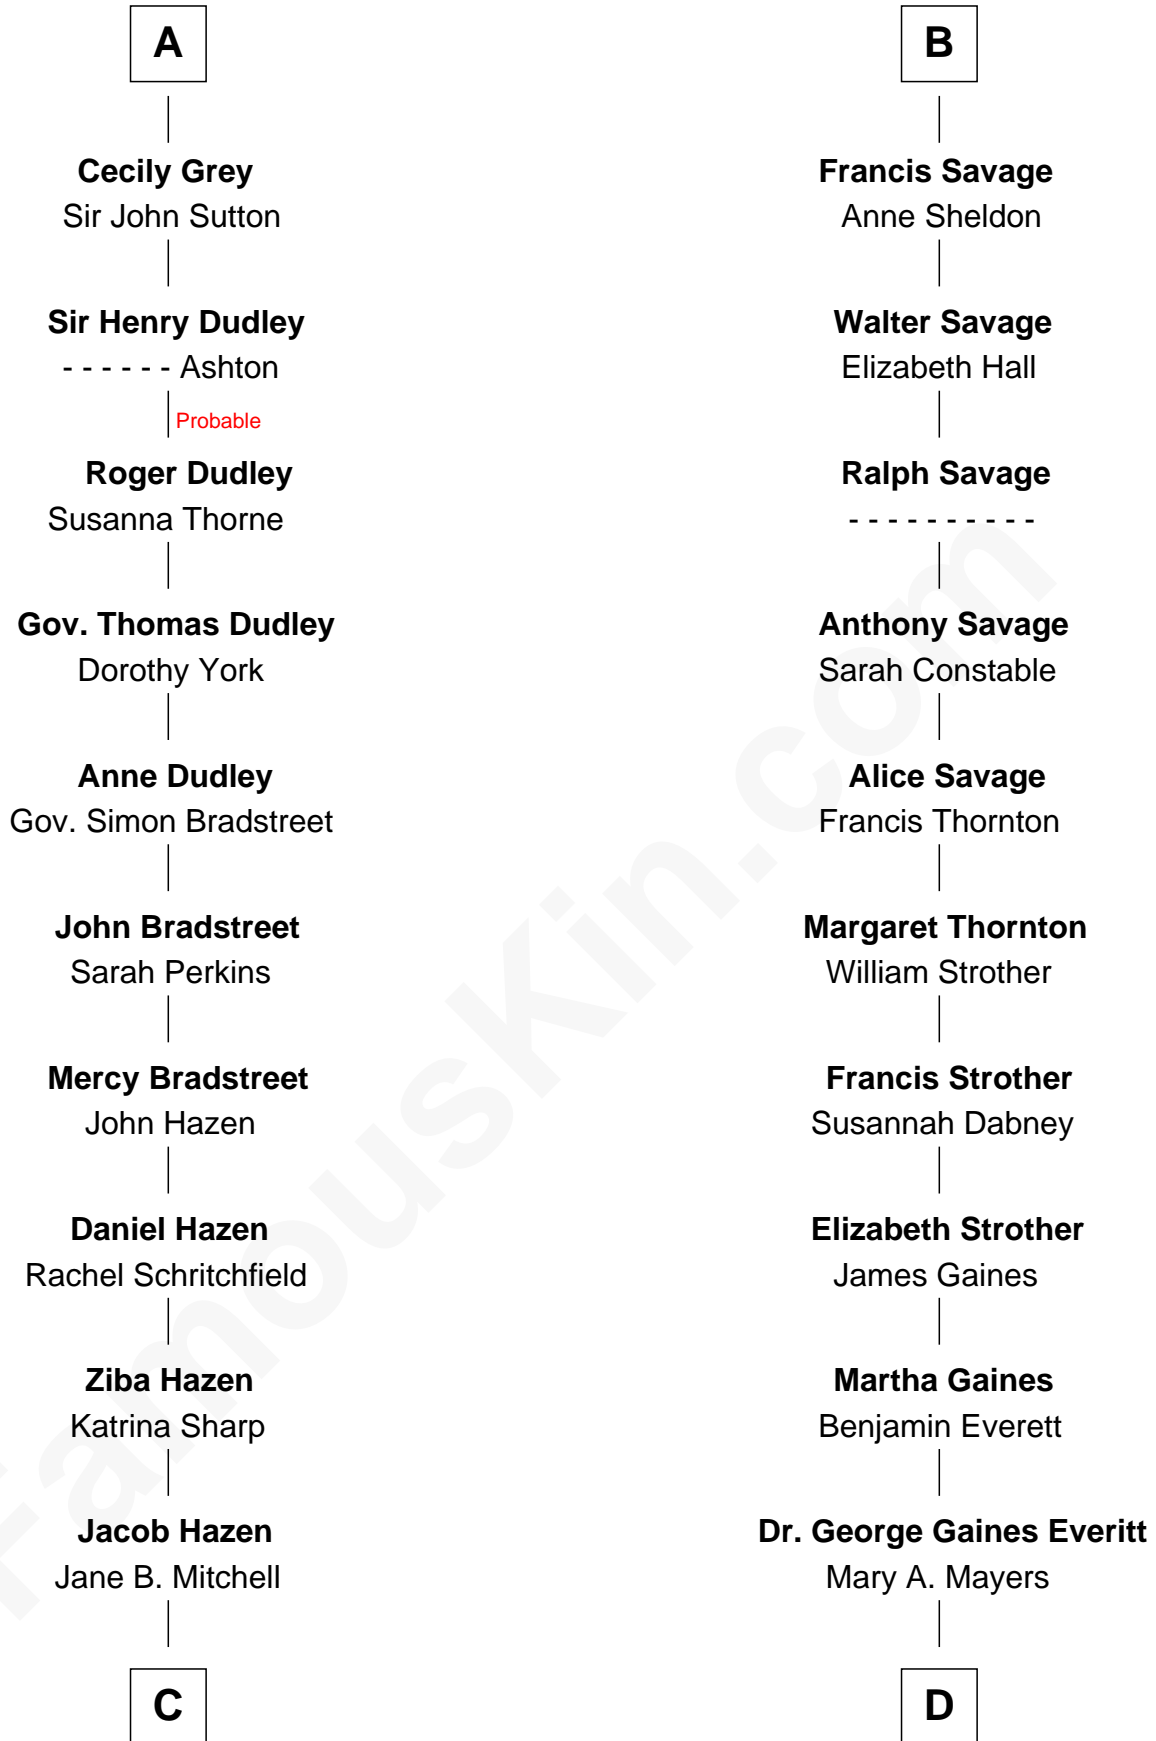 A
Cecily Grey
Sir John Sutton
Sir Henry Dudley
- - - - - - Ashton
Probable
Roger Dudley
Susanna Thorne
Gov. Thomas Dudley
Dorothy York
Anne Dudley
Gov. Simon Bradstreet
John Bradstreet
Sarah Perkins
Mercy Bradstreet
John Hazen
Daniel Hazen
Rachel Schritchfield
Ziba Hazen
Katrina Sharp
Jacob Hazen
Jane B. Mitchell
C
B
Francis Savage
Anne Sheldon
Walter Savage
Elizabeth Hall
Ralph Savage
- - - - - - - - - -
Anthony Savage
Sarah Constable
Alice Savage
Francis Thornton
Margaret Thornton
William Strother
Francis Strother
Susannah Dabney
Elizabeth Strother
James Gaines
Martha Gaines
Benjamin Everett
Dr. George Gaines Everitt
Mary A. Mayers
D
FamousKin.com